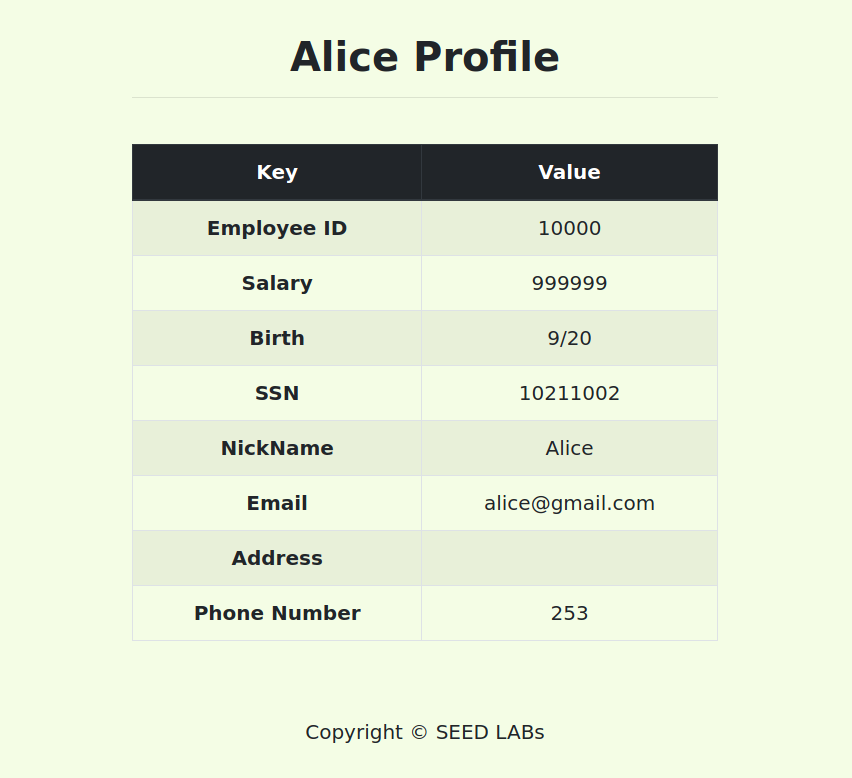 Alice Profile
Key Value
Employee ID 10000
Salary 999999
Birth 9/20
SSN 10211002
NickName Alice
Email alice@gmail.com
Address
Phone Number 253
Copyright © SEED LABs